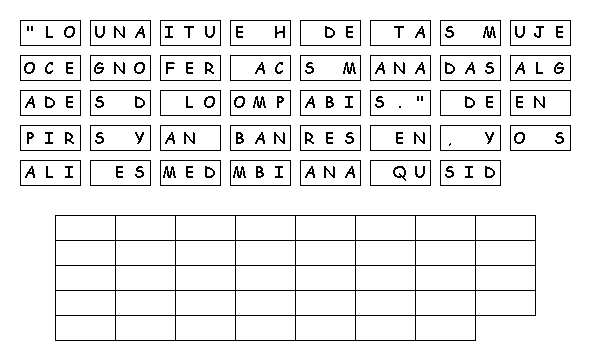 "LO UNA ITU E H  DE  TA S M UJE
OCE GNO FER  AC S M ANA DAS ALG
ADE S D  LO OMP ABI S."  DE EN
PIR S Y AN  BAN RES  EN , Y O S
ALI  ES MED MBI ANA  QU SID